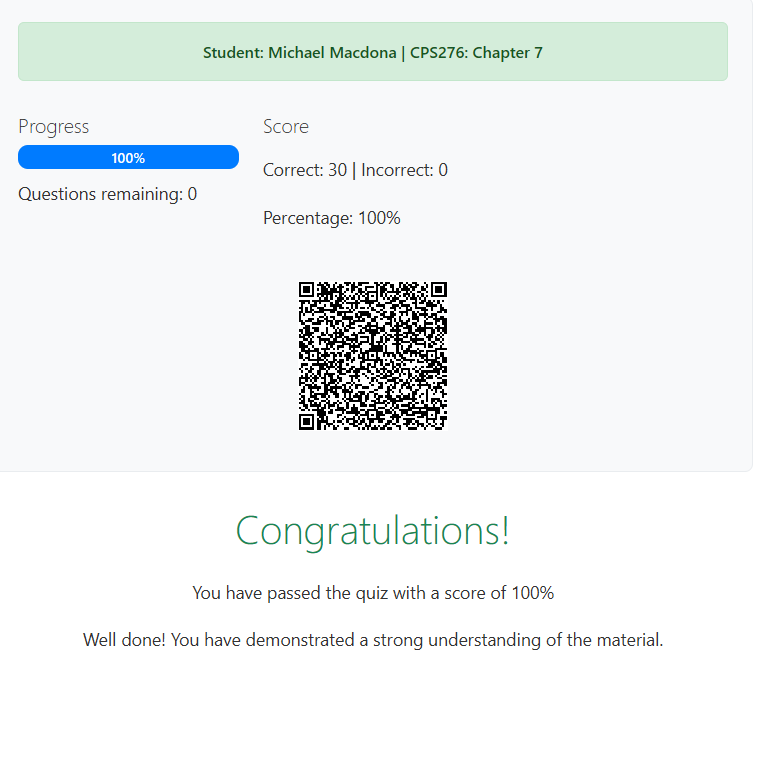 Student: Michael Macdona | CPS276: Chapter 7
Progress
100%
Questions remaining: 0
Score
Correct: 30 | Incorrect: 0
Percentage: 100%
Congratulations!
You have passed the quiz with a score of 100%
Well done! You have demonstrated a strong understanding of the material.